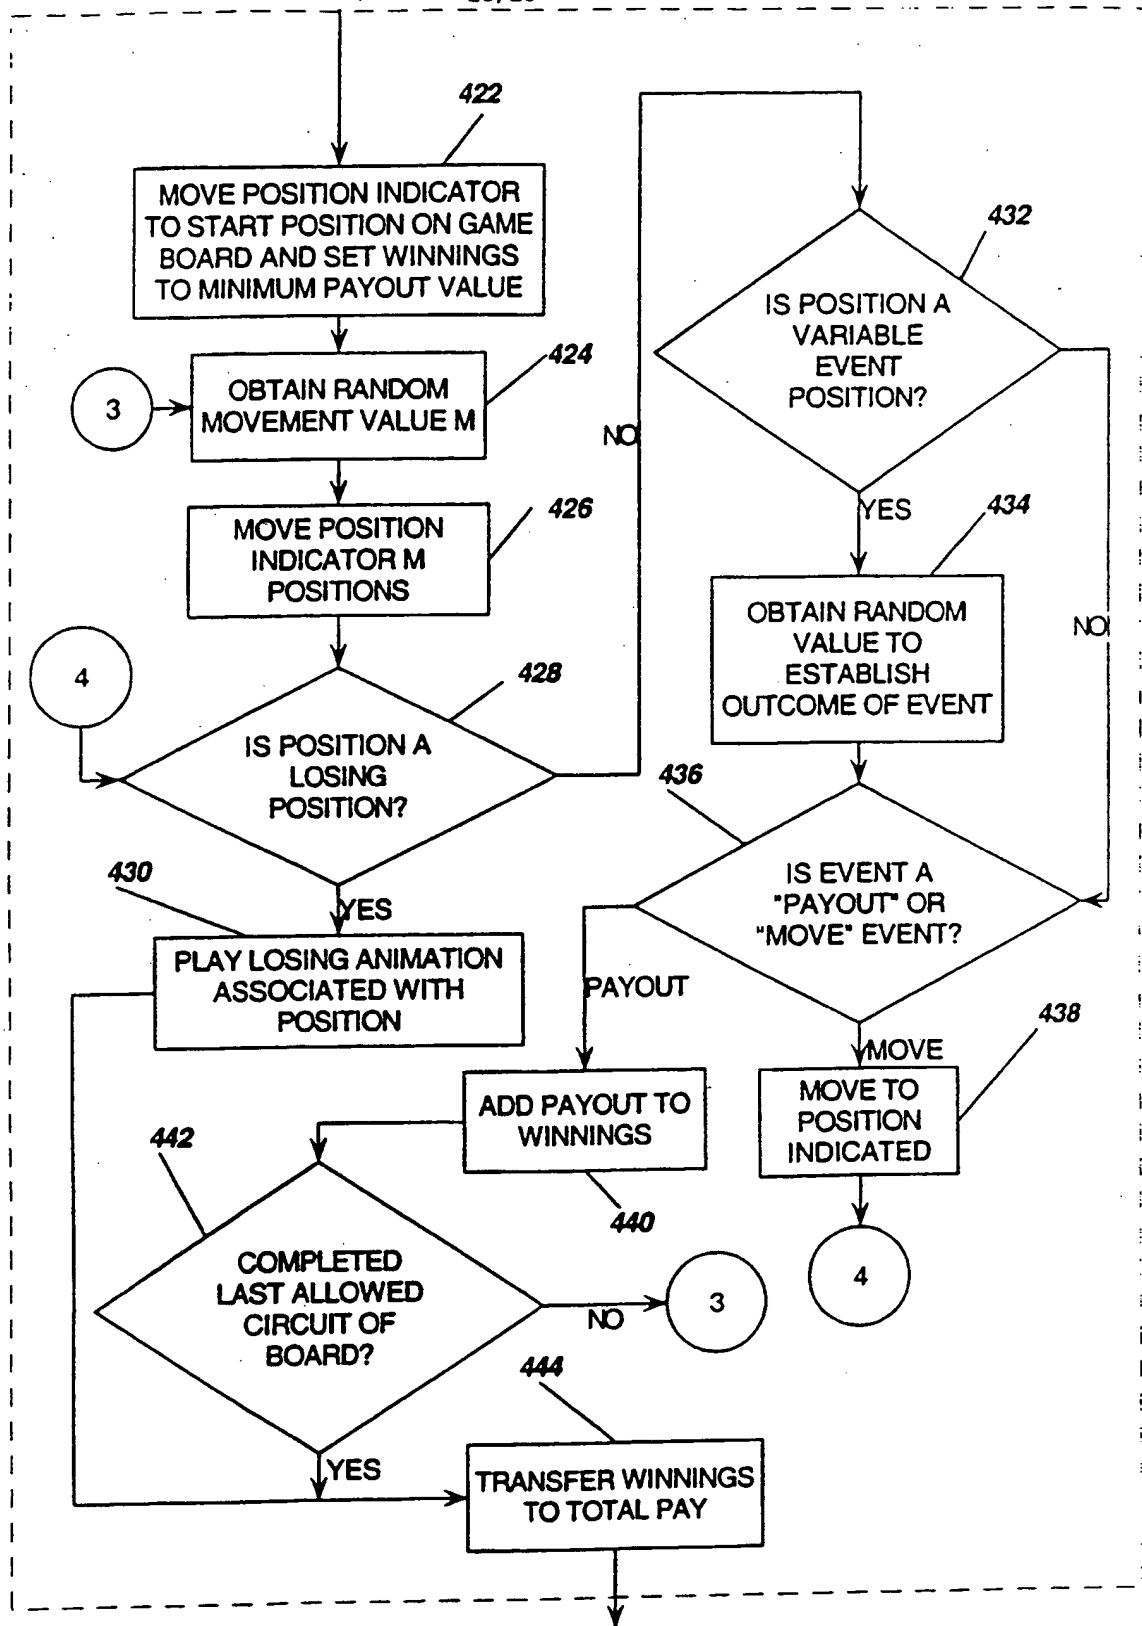 422
MOVE POSITION INDICATOR
TO START POSITION ON GAME
BOARD AND SET WINNINGS
TO MINIMUM PAYOUT VALUE
424
3
OBTAIN RANDOM
MOVEMENT VALUE M
426
MOVE POSITION
INDICATOR M
POSITIONS
4
428
IS POSITION A
LOSING
POSITION?
NO
430
YES
PLAY LOSING ANIMATION
ASSOCIATED WITH
POSITION
432
IS POSITION A
VARIABLE
EVENT
POSITION?
YES
NO
434
OBTAIN RANDOM
VALUE TO
ESTABLISH
OUTCOME OF EVENT
436
IS EVENT A
"PAYOUT" OR
"MOVE" EVENT?
PAYOUT
MOVE
438
MOVE TO
POSITION
INDICATED
4
ADD PAYOUT TO
WINNINGS
440
442
COMPLETED
LAST ALLOWED
CIRCUIT OF
BOARD?
NO
3
YES
444
TRANSFER WINNINGS
TO TOTAL PAY